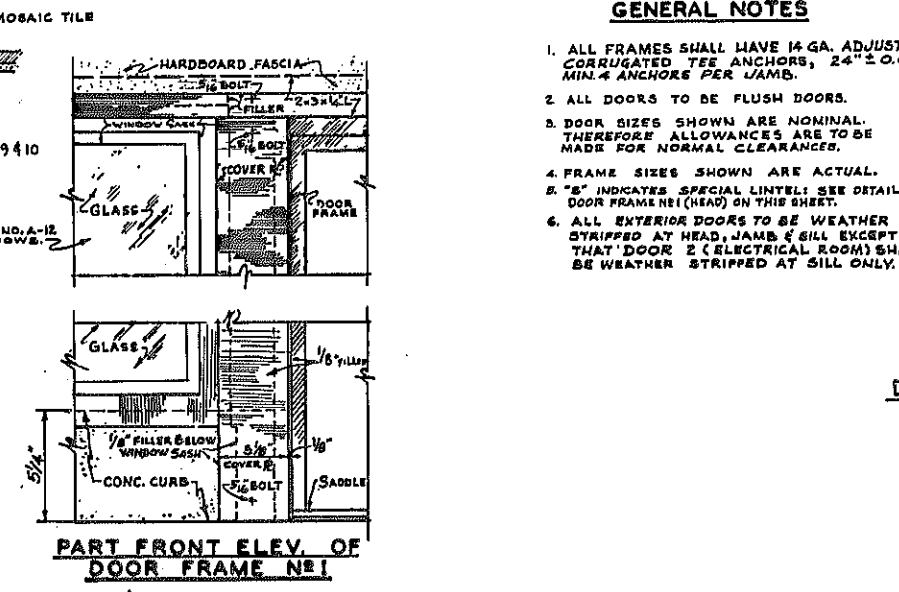 MOSAIC TILE
HARDBOARD FASCIA
5/16 BOLT
FILLER
2×3×¼" L
WINDOW
5/16 BOLT
COVER ℞
9 & 10
GLASS
DOOR
FRAME
NO. A-12
GLASS
1/8" FILLER
1/8" FILLER BELOW
WINDOW SASH
5 1/8"
1/8"
COVER ℞
5/16 BOLT
5¼"
CONC. CURB
SADDLE
PART FRONT ELEV. OF
DOOR FRAME Nº 1
GENERAL NOTES
1. ALL FRAMES SHALL HAVE 14 GA. ADJUST
CORRUGATED TEE ANCHORS, 24"± O.
MIN. 4 ANCHORS PER JAMB.
2 ALL DOORS TO BE FLUSH DOORS.
3. DOOR SIZES SHOWN ARE NOMINAL.
THEREFORE ALLOWANCES ARE TO BE
MADE FOR NORMAL CLEARANCES.
4. FRAME SIZES SHOWN ARE ACTUAL.
5. INDICATES SPECIAL LINTEL: SEE DETAIL
DOOR FRAME Nº1 (HEAD) ON THIS SHEET.
6. ALL EXTERIOR DOORS TO BE WEATHER
STRIPPED AT HEAD, JAMB & SILL EXCEPT
THAT DOOR 2 (ELECTRICAL ROOM) SH
BE WEATHER STRIPPED AT SILL ONLY.